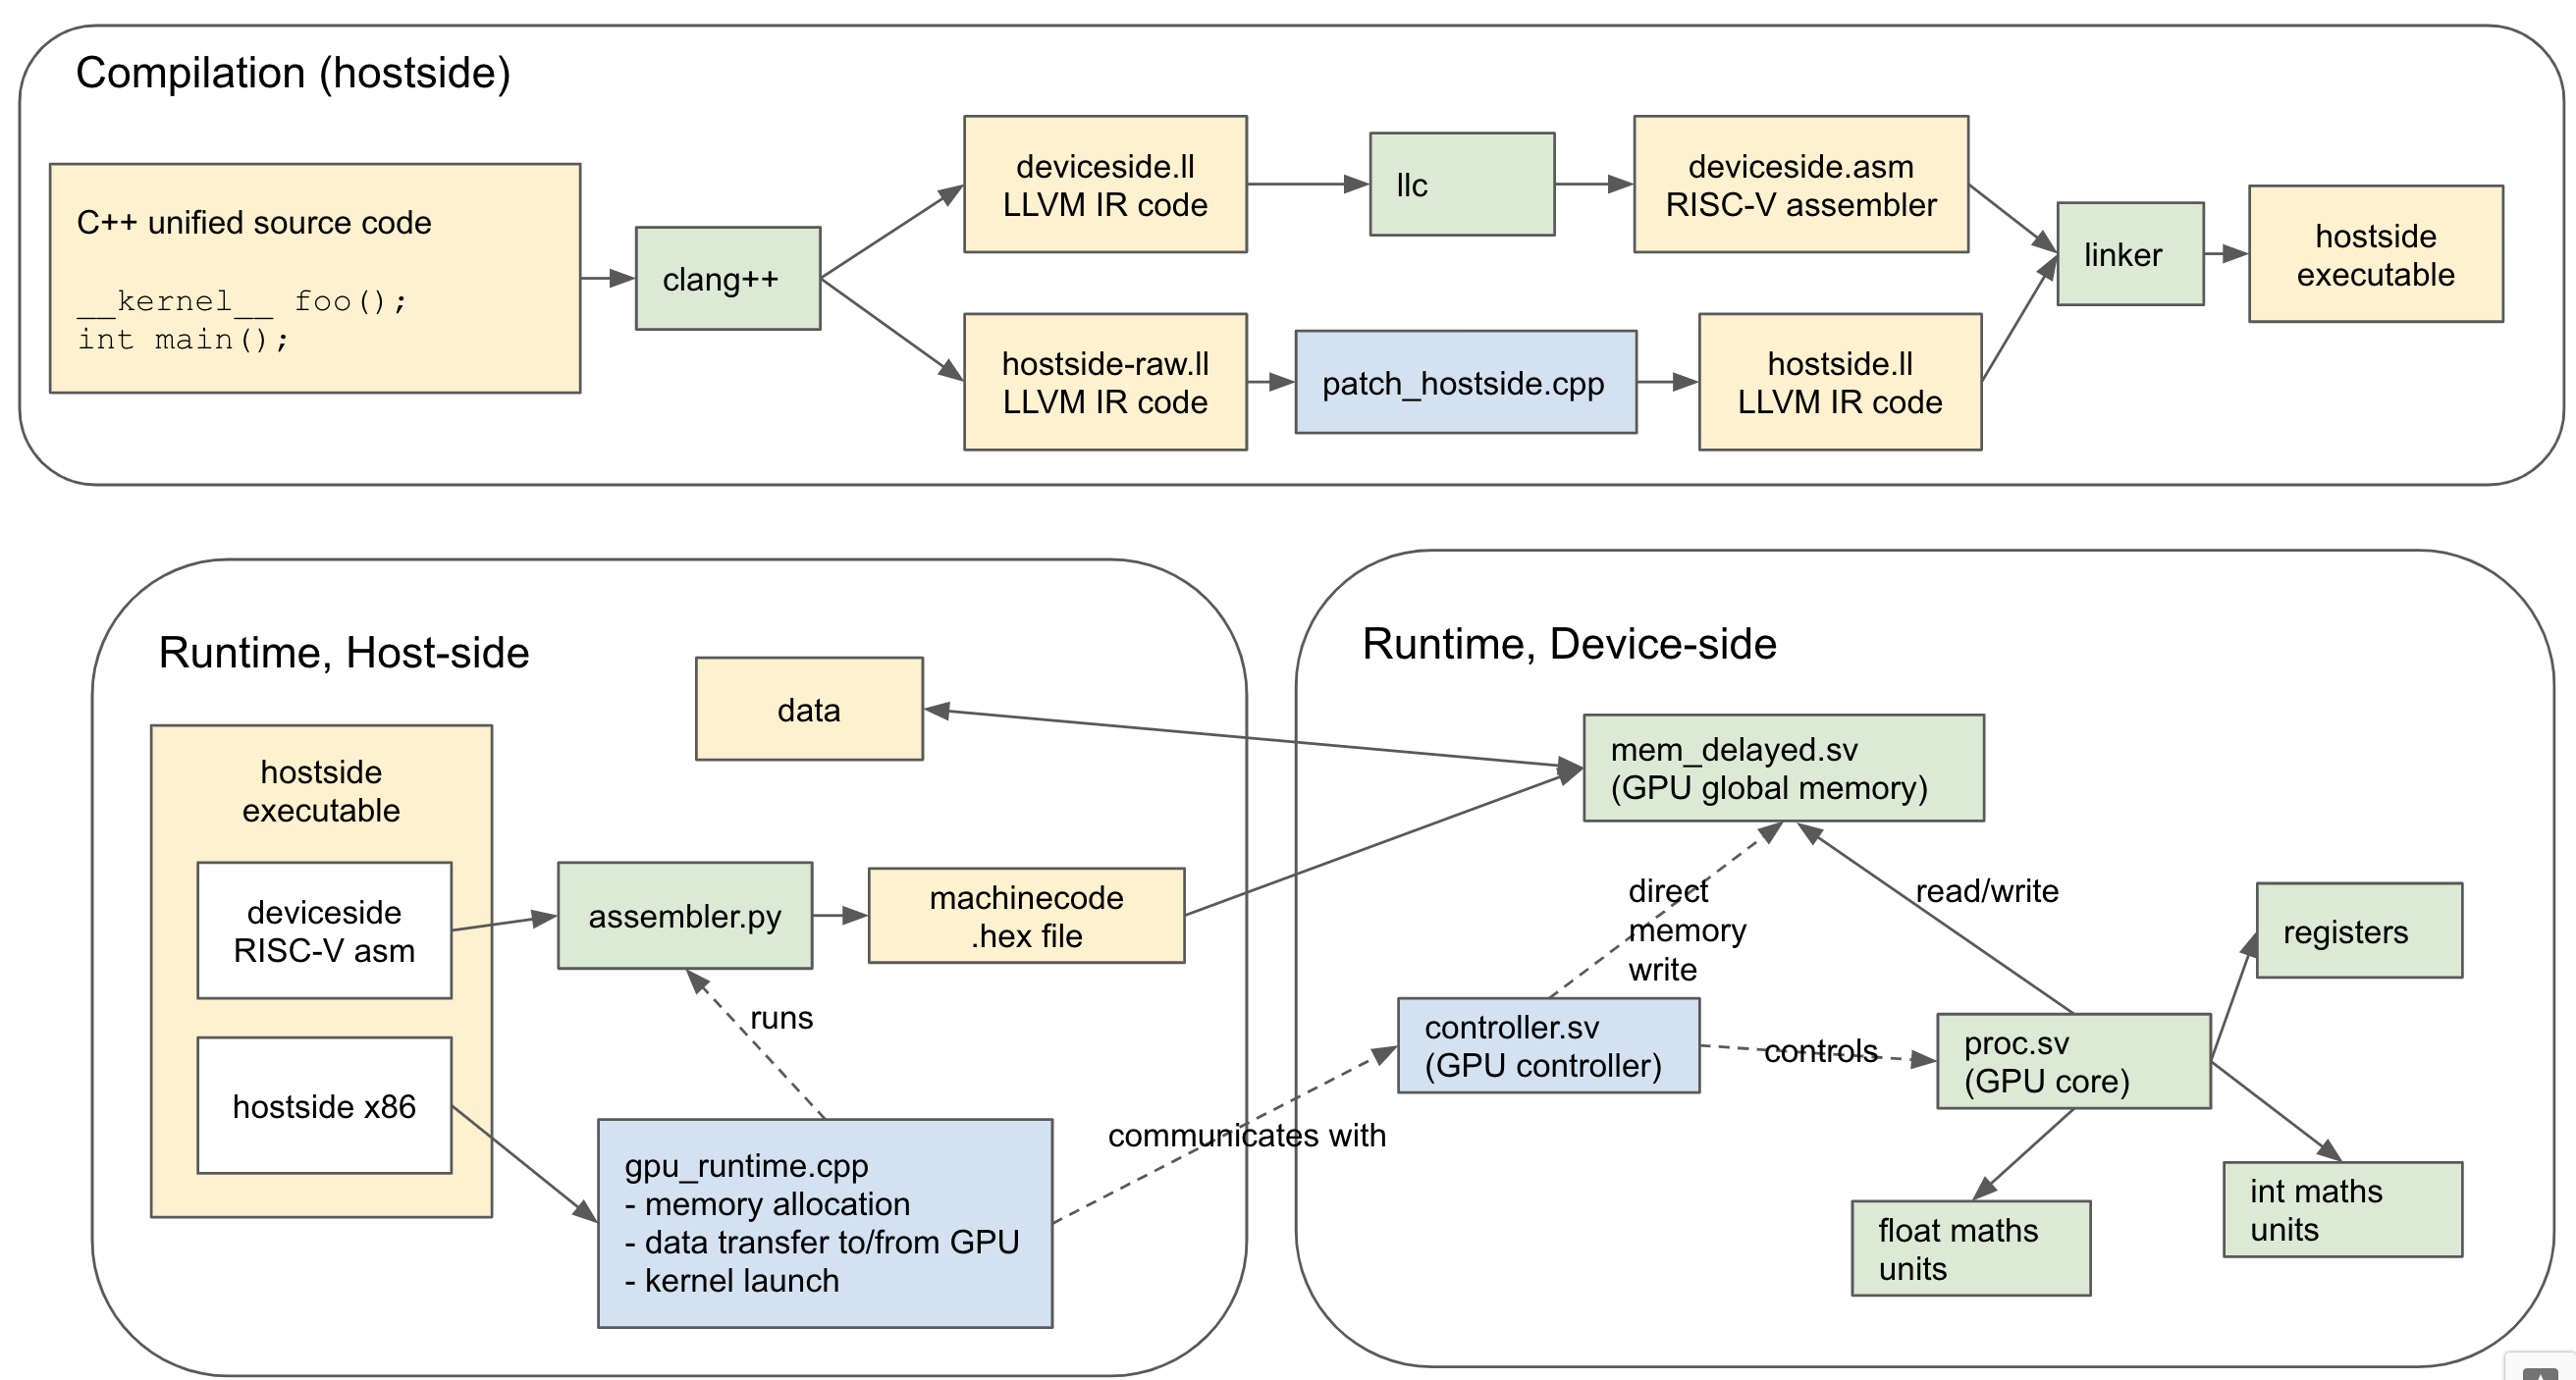 Compilation (hostside)
C++ unified source code
__kernel__ foo();
int main();
clang++
deviceside.ll
LLVM IR code
llc
deviceside.asm
RISC-V assembler
hostside-raw.ll
LLVM IR code
patch_hostside.cpp
hostside.ll
LLVM IR code
linker
hostside
executable
Runtime, Host-side
data
hostside
executable
deviceside
RISC-V asm
hostside x86
assembler.py
machinecode
.hex file
runs
gpu_runtime.cpp
- memory allocation
- data transfer to/from GPU
- kernel launch
communicates with
Runtime, Device-side
mem_delayed.sv
(GPU global memory)
direct
memory
write
read/write
controller.sv
(GPU controller)
controls
proc.sv
(GPU core)
registers
float maths
units
int maths
units